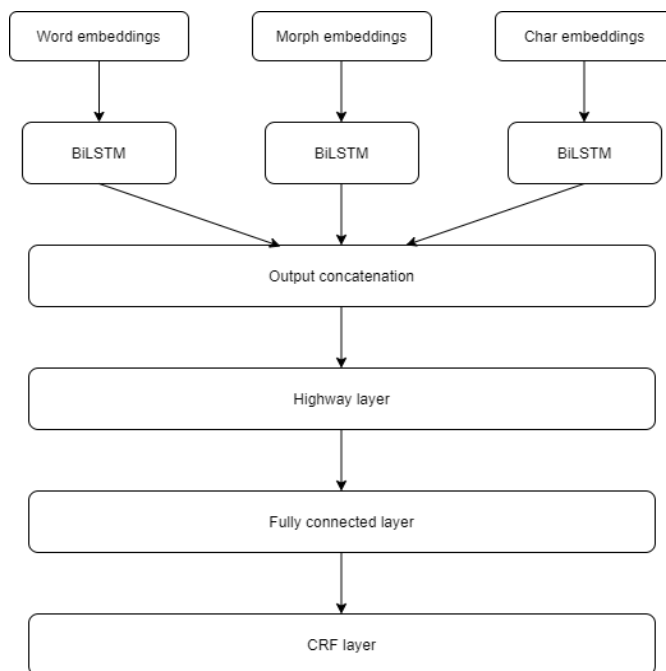 Word embeddings
Morph embeddings
Char embeddings
BiLSTM
BiLSTM
BiLSTM
Output concatenation
Highway layer
Fully connected layer
CRF layer